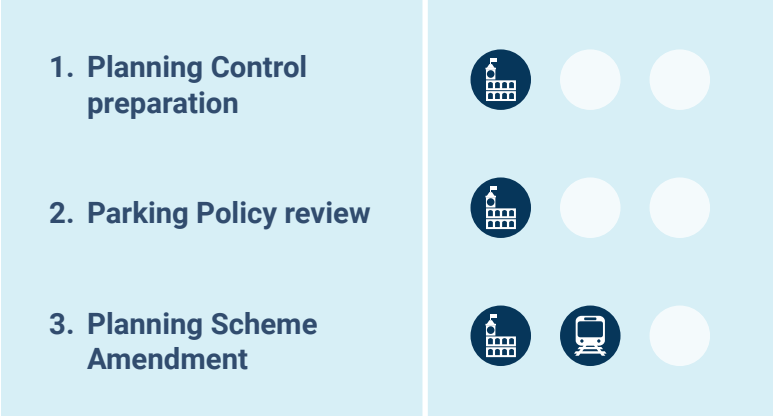 1. Planning Control
preparation
2. Parking Policy review
3. Planning Scheme
Amendment